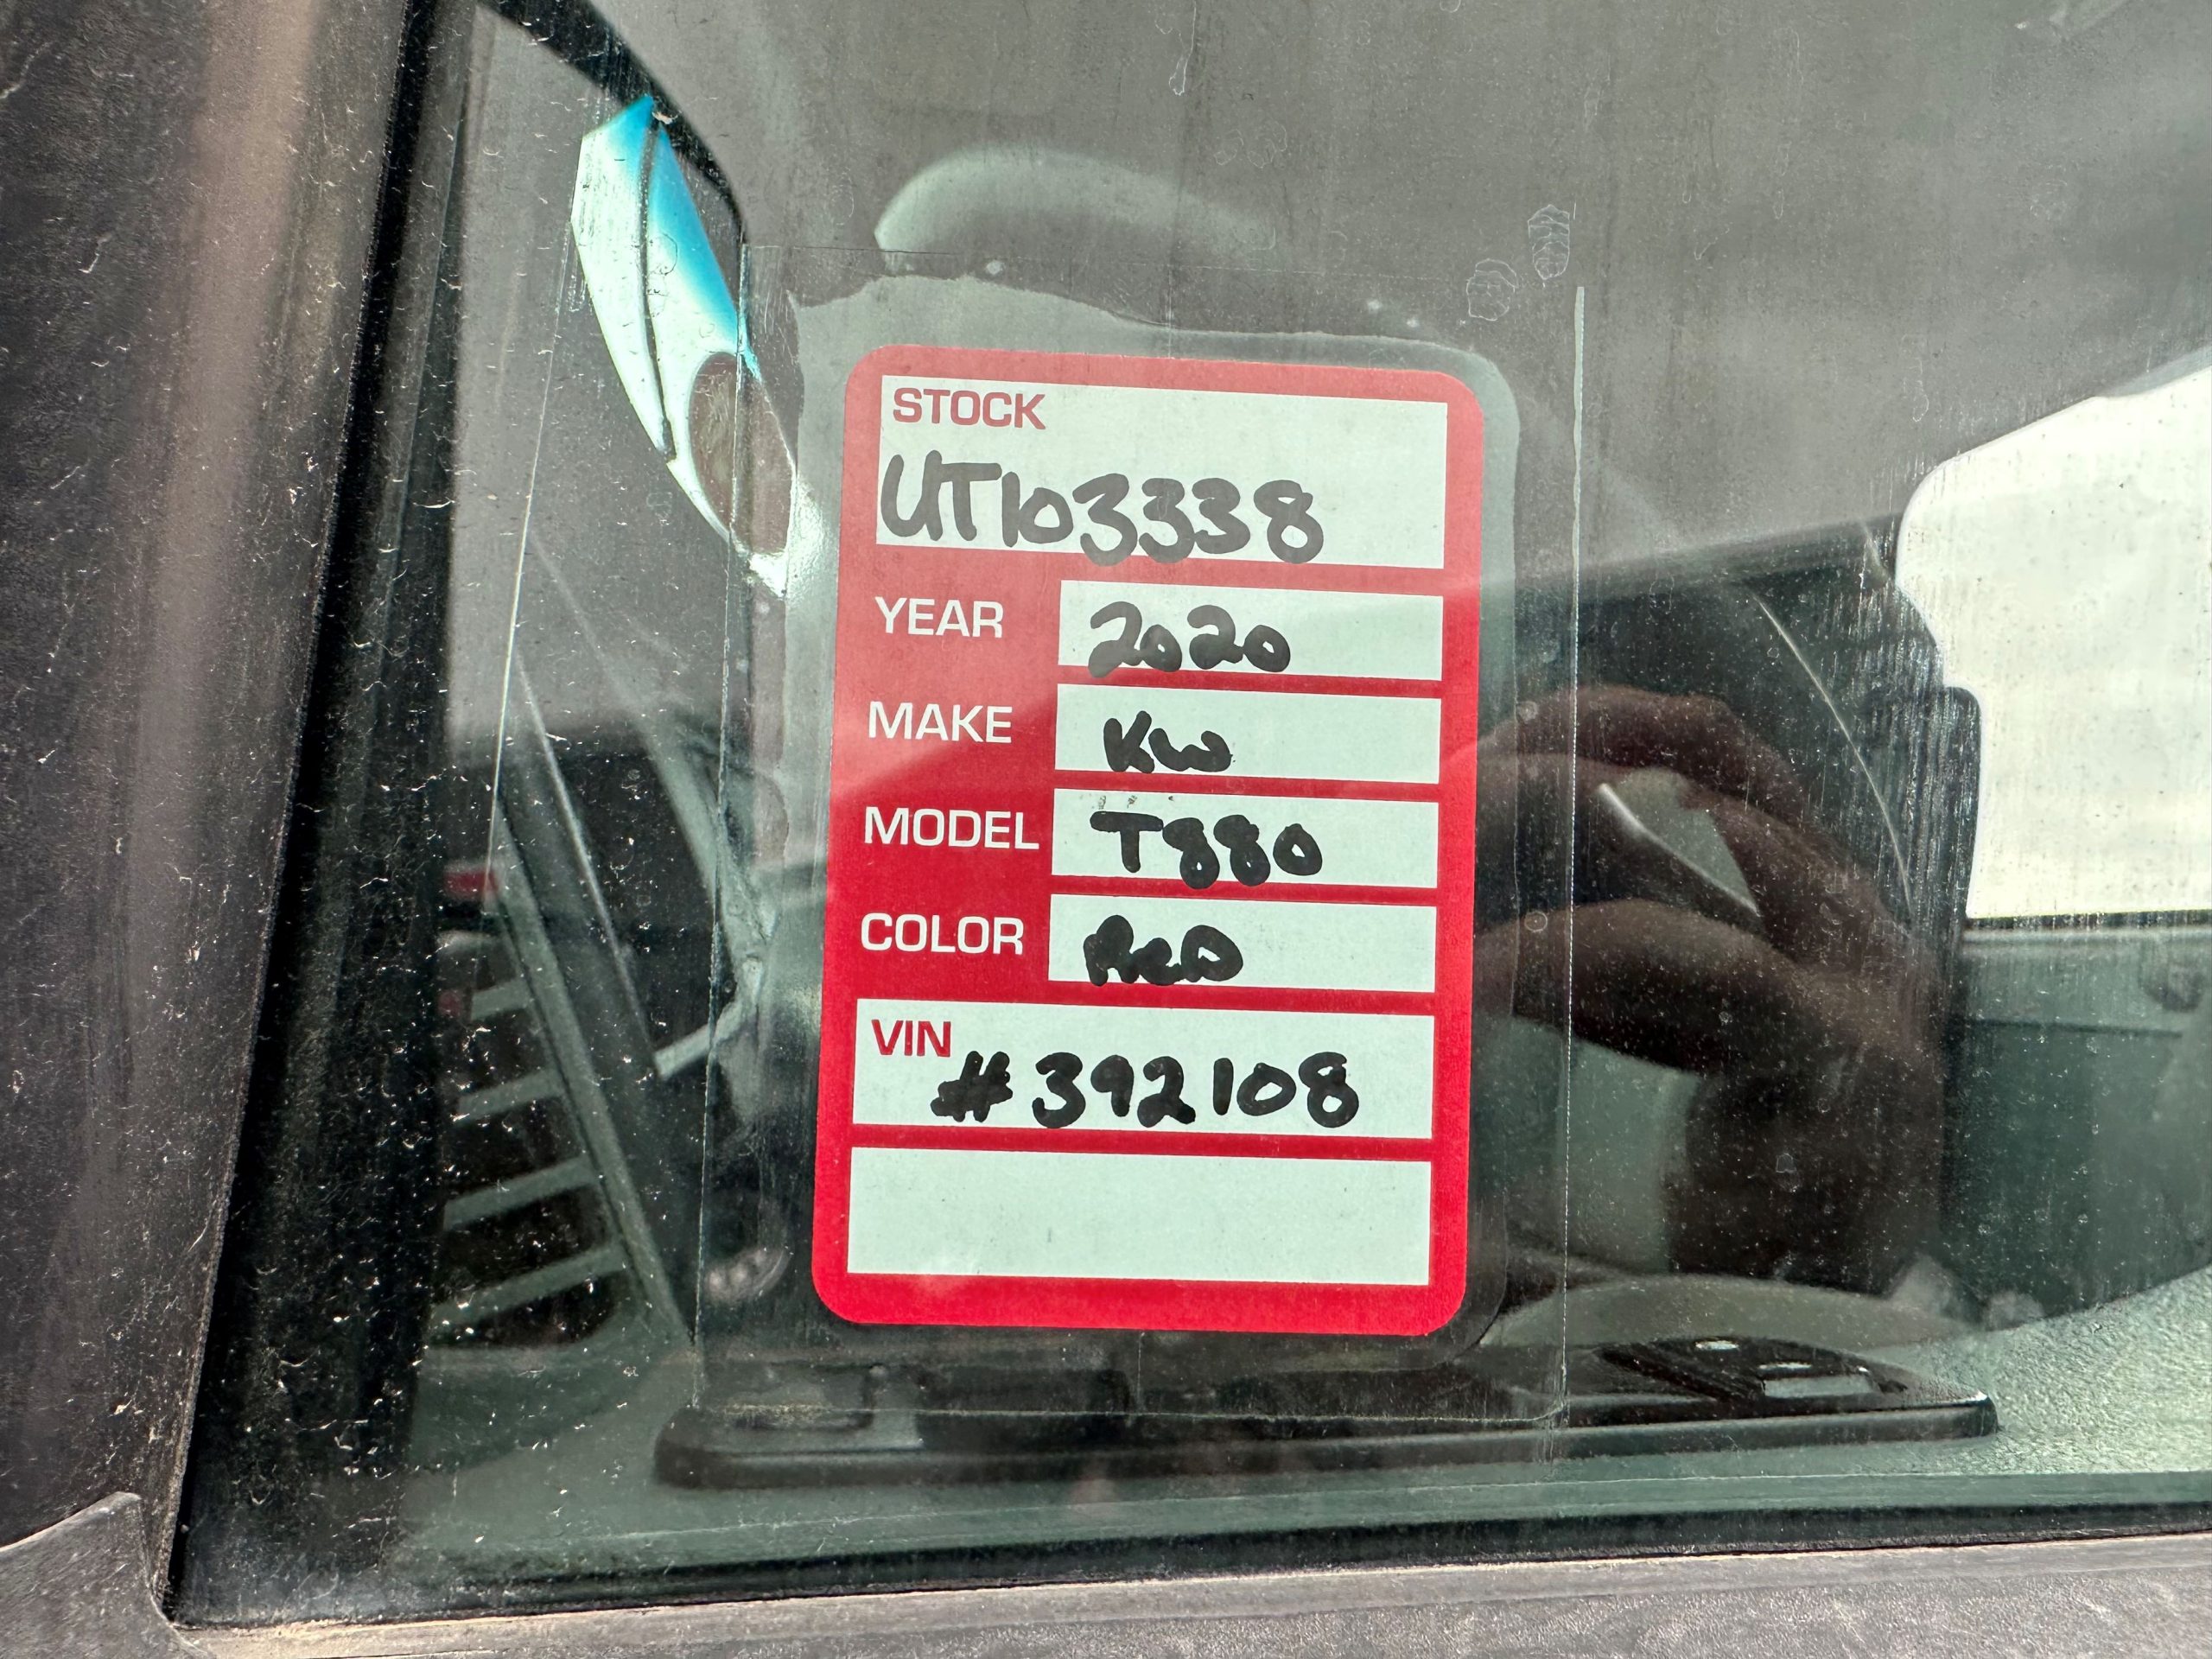 STOCK
UT103338
YEAR 2020
MAKE KW
MODEL T880
COLOR ReD
VIN
#392108